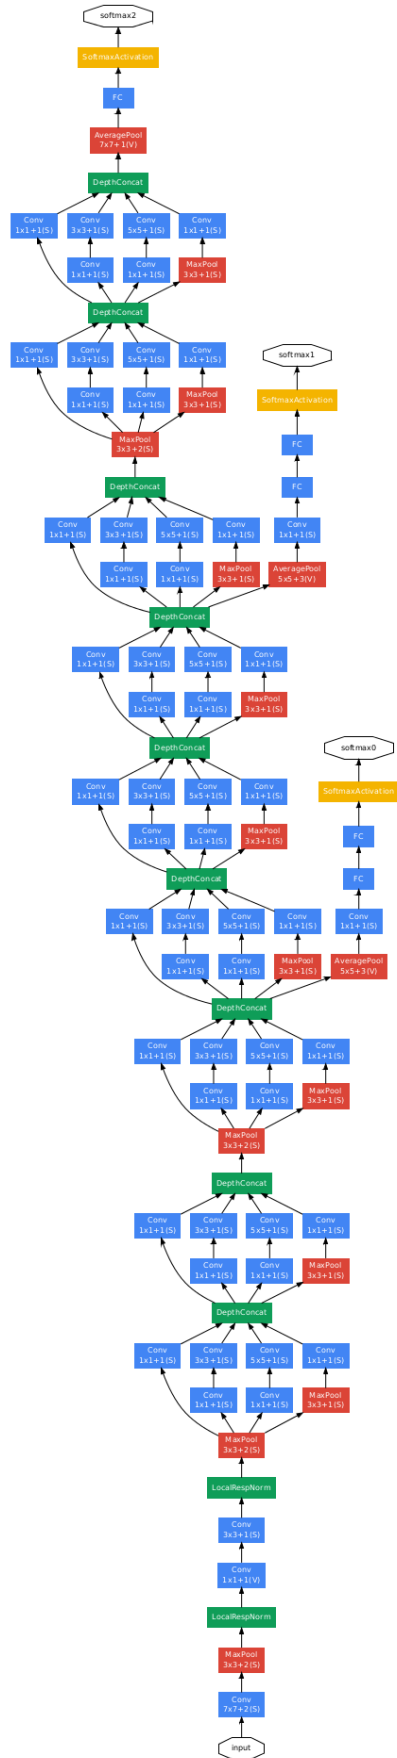 softmax2
SoftmaxActivation
FC
AveragePool
7x7+1(V)
DepthConcat
Conv
1x1+1(S)
Conv
3x3+1(S)
Conv
5x5+1(S)
Conv
1x1+1(S)
Conv
1x1+1(S)
Conv
1x1+1(S)
MaxPool
3x3+1(S)
DepthConcat
Conv
1x1+1(S)
Conv
3x3+1(S)
Conv
5x5+1(S)
Conv
1x1+1(S)
softmax1
Conv
1x1+1(S)
Conv
1x1+1(S)
MaxPool
3x3+1(S)
SoftmaxActivation
MaxPool
3x3+2(S)
FC
DepthConcat
FC
Conv
1x1+1(S)
Conv
3x3+1(S)
Conv
5x5+1(S)
Conv
1x1+1(S)
Conv
1x1+1(S)
Conv
1x1+1(S)
Conv
1x1+1(S)
MaxPool
3x3+1(S)
AveragePool
5x5+3(V)
DepthConcat
Conv
1x1+1(S)
Conv
3x3+1(S)
Conv
5x5+1(S)
Conv
1x1+1(S)
Conv
1x1+1(S)
Conv
1x1+1(S)
MaxPool
3x3+1(S)
DepthConcat
softmax0
Conv
1x1+1(S)
Conv
3x3+1(S)
Conv
5x5+1(S)
Conv
1x1+1(S)
SoftmaxActivation
Conv
1x1+1(S)
Conv
1x1+1(S)
MaxPool
3x3+1(S)
FC
DepthConcat
FC
Conv
1x1+1(S)
Conv
3x3+1(S)
Conv
5x5+1(S)
Conv
1x1+1(S)
Conv
1x1+1(S)
Conv
1x1+1(S)
Conv
1x1+1(S)
MaxPool
3x3+1(S)
AveragePool
5x5+3(V)
DepthConcat
Conv
1x1+1(S)
Conv
3x3+1(S)
Conv
5x5+1(S)
Conv
1x1+1(S)
Conv
1x1+1(S)
Conv
1x1+1(S)
MaxPool
3x3+1(S)
MaxPool
3x3+2(S)
DepthConcat
Conv
1x1+1(S)
Conv
3x3+1(S)
Conv
5x5+1(S)
Conv
1x1+1(S)
Conv
1x1+1(S)
Conv
1x1+1(S)
MaxPool
3x3+1(S)
DepthConcat
Conv
1x1+1(S)
Conv
3x3+1(S)
Conv
5x5+1(S)
Conv
1x1+1(S)
Conv
1x1+1(S)
Conv
1x1+1(S)
MaxPool
3x3+1(S)
MaxPool
3x3+2(S)
LocalRespNorm
Conv
3x3+1(S)
Conv
1x1+1(V)
LocalRespNorm
MaxPool
3x3+2(S)
Conv
7x7+2(S)
input